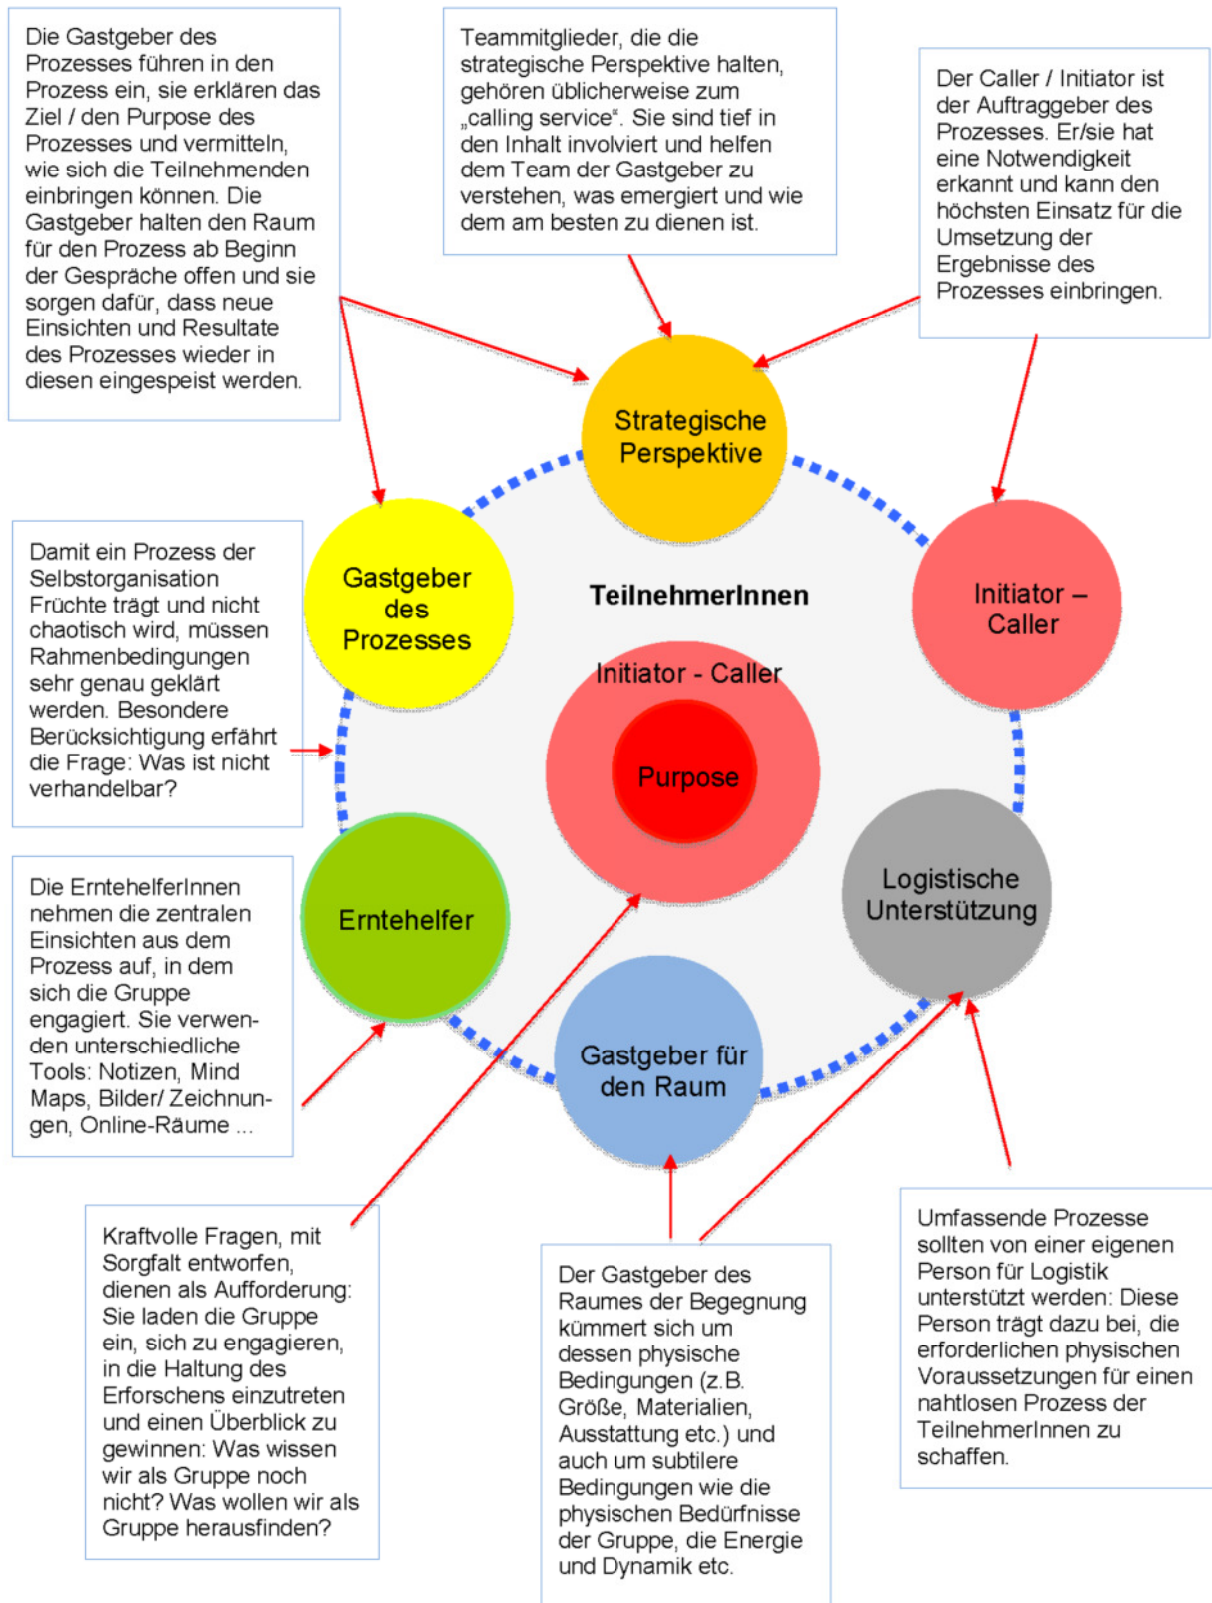 Die Gastgeber des
Prozesses führen in den
Prozess ein, sie erklären das
Ziel / den Purpose des
Prozesses und vermitteln,
wie sich die Teilnehmenden
einbringen können. Die
Gastgeber halten den Raum
für den Prozess ab Beginn
der Gespräche offen und sie
sorgen dafür, dass neue
Einsichten und Resultate
des Prozesses wieder in
diesen eingespeist werden.
Teammitglieder, die die
strategische Perspektive halten,
gehören üblicherweise zum
„calling service“. Sie sind tief in
den Inhalt involviert und helfen
dem Team der Gastgeber zu
verstehen, was emergiert und wie
dem am besten zu dienen ist.
Der Caller / Initiator ist
der Auftraggeber des
Prozesses. Er/sie hat
eine Notwendigkeit
erkannt und kann den
höchsten Einsatz für die
Umsetzung der
Ergebnisse des
Prozesses einbringen.
Strategische
Perspektive
Gastgeber
des
Prozesses
TeilnehmerInnen
Initiator –
Caller
Damit ein Prozess der
Selbstorganisation
Früchte trägt und nicht
chaotisch wird, müssen
Rahmenbedingungen
sehr genau geklärt
werden. Besondere
Berücksichtigung erfährt
die Frage: Was ist nicht
verhandelbar?
Initiator - Caller
Purpose
Logistische
Unterstützung
Erntehelfer
Die ErntehelferInnen
nehmen die zentralen
Einsichten aus dem
Prozess auf, in dem
sich die Gruppe
engagiert. Sie verwen-
den unterschiedliche
Tools: Notizen, Mind
Maps, Bilder/ Zeichnun-
gen, Online-Räume ...
Gastgeber für
den Raum
Kraftvolle Fragen, mit
Sorgfalt entworfen,
dienen als Aufforderung:
Sie laden die Gruppe
ein, sich zu engagieren,
in die Haltung des
Erforschens einzutreten
und einen Überblick zu
gewinnen: Was wissen
wir als Gruppe noch
nicht? Was wollen wir als
Gruppe herausfinden?
Der Gastgeber des
Raumes der Begegnung
kümmert sich um
dessen physische
Bedingungen (z.B.
Größe, Materialien,
Ausstattung etc.) und
auch um subtilere
Bedingungen wie die
physischen Bedürfnisse
der Gruppe, die Energie
und Dynamik etc.
Umfassende Prozesse
sollten von einer eigenen
Person für Logistik
unterstützt werden: Diese
Person trägt dazu bei, die
erforderlichen physischen
Voraussetzungen für einen
nahtlosen Prozess der
TeilnehmerInnen zu
schaffen.